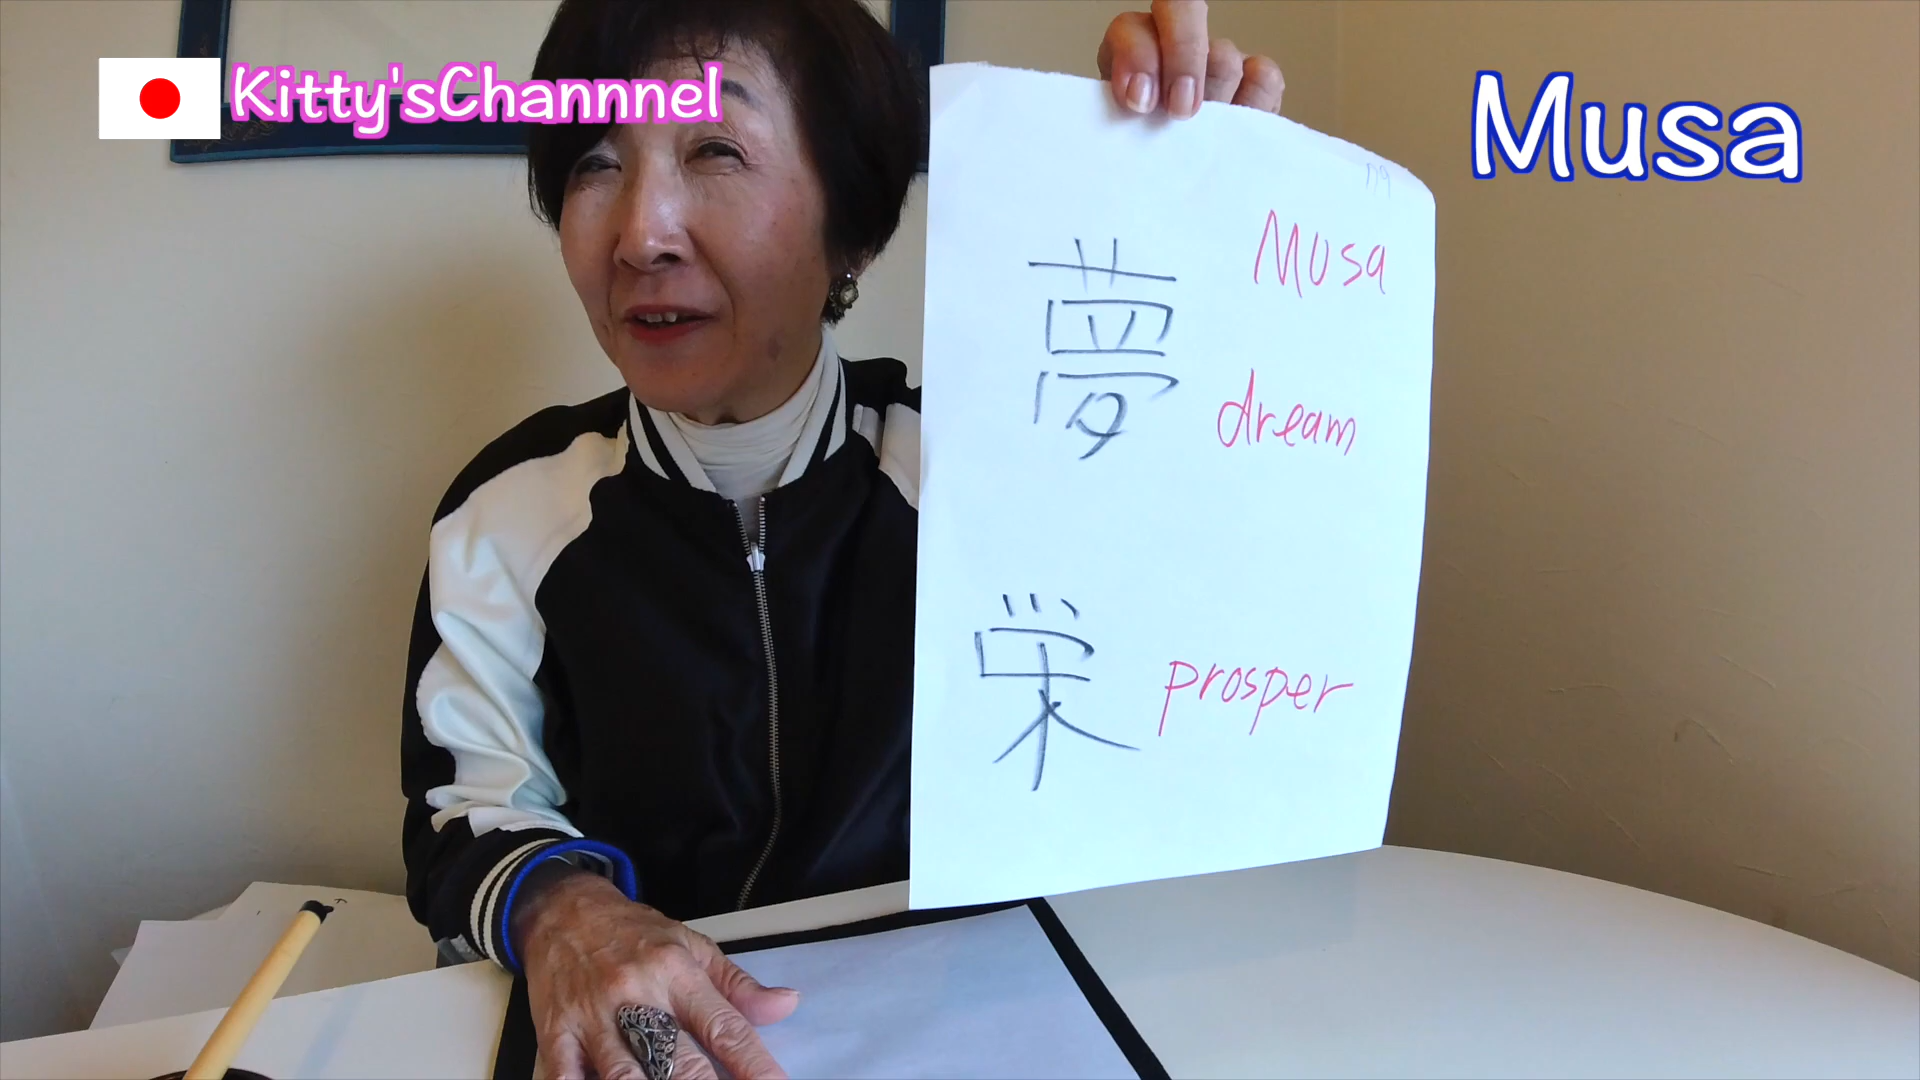 Kitty'sChannnel
Musa
Musa
夢
dream
栄
prosper